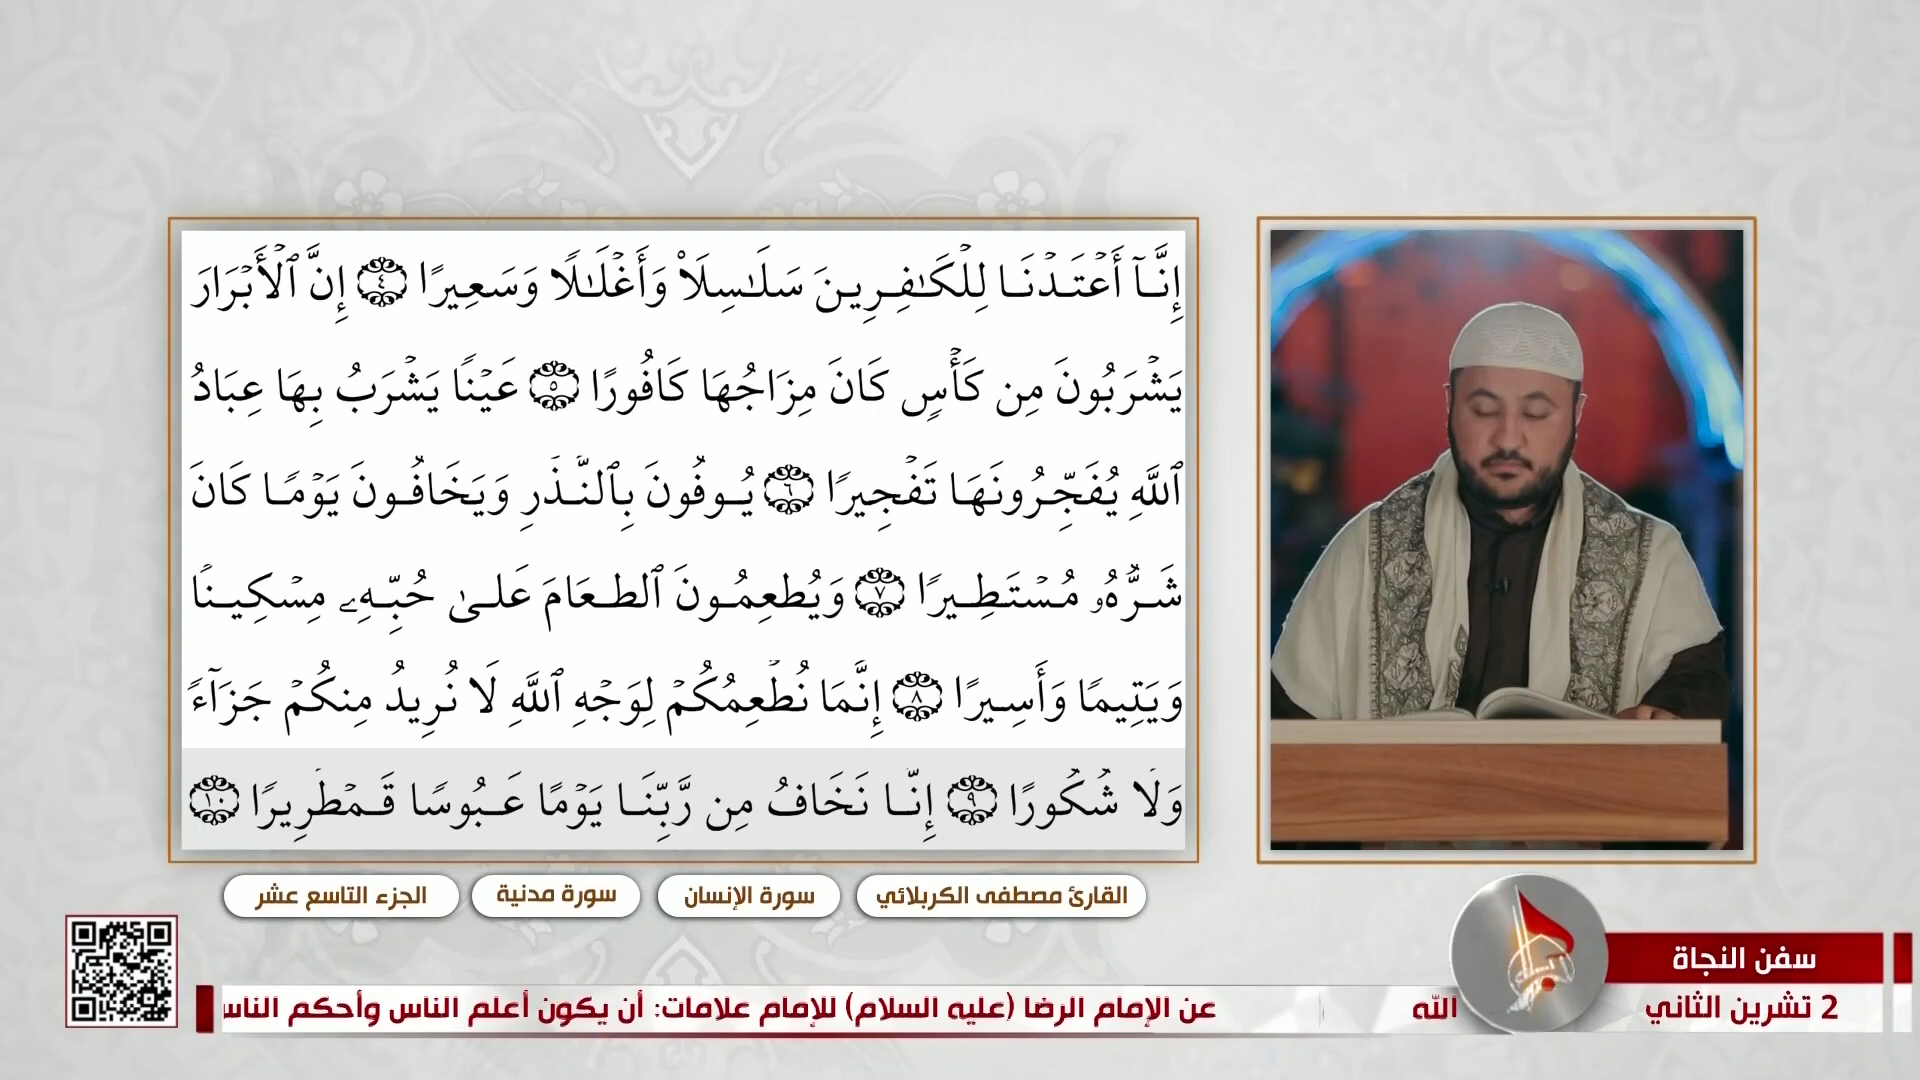 إِنَّآ أَعۡتَدۡنَا لِلۡكَٰفِرِينَ سَلَٰسِلَاْ وَأَغۡلَٰلًا وَسَعِيرًا ٤ إِنَّ ٱلۡأَبۡرَارَ
يَشۡرَبُونَ مِن كَأۡسٍ كَانَ مِزَاجُهَا كَافُورًا ٥ عَيۡنًا يَشۡرَبُ بِهَا عِبَادُ
ٱللَّهِ يُفَجِّرُونَهَا تَفۡجِيرًا ٦ يُوفُونَ بِٱلنَّذۡرِ وَيَخَافُونَ يَوۡمًا كَانَ
شَرُّهُۥ مُسۡتَطِيرًا ٧ وَيُطۡعِمُونَ ٱلطَّعَامَ عَلَىٰ حُبِّهِۦ مِسۡكِينًا
وَيَتِيمًا وَأَسِيرًا ٨ إِنَّمَا نُطۡعِمُكُمۡ لِوَجۡهِ ٱللَّهِ لَا نُرِيدُ مِنكُمۡ جَزَآءً
وَلَا شُكُورًا ٩ إِنَّا نَخَافُ مِن رَّبِّنَا يَوۡمًا عَبُوسًا قَمۡطَرِيرًا ١٠
القارئ مصطفى الكربلائي
سورة الإنسان
سورة مدنية
الجزء التاسع عشر
سفن النجاة
2 تشرين الثاني
الله
عن الإمام الرضا (عليه السلام) للإمام علامات: أن يكون أعلم الناس وأحكم الناس